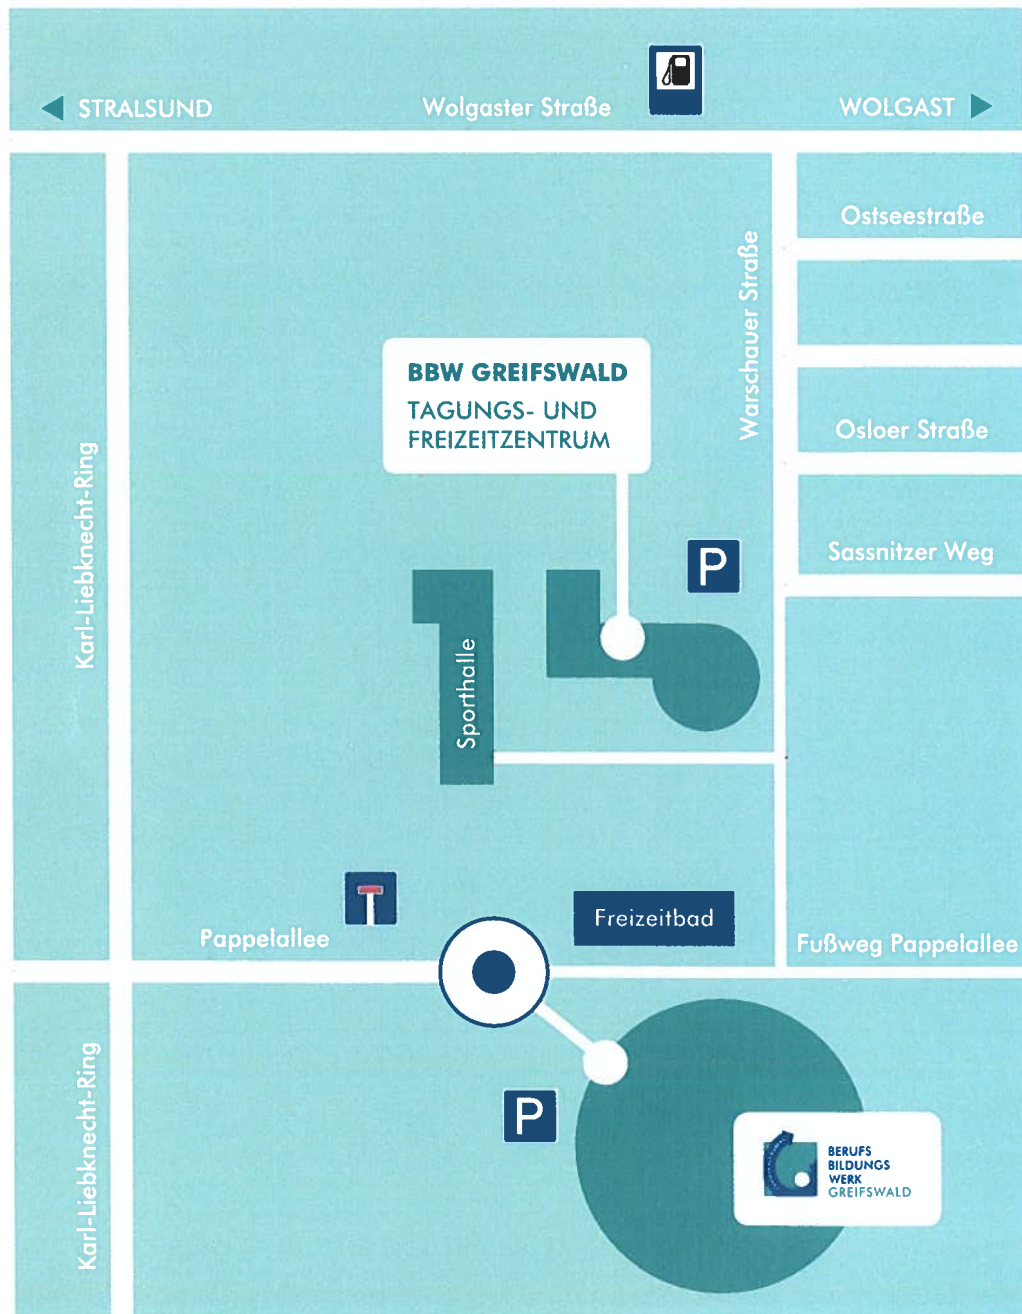 STRALSUND
Wolgaster Straße
WOLGAST
Ostseestraße
Warschauer Straße
BBW GREIFSWALD
TAGUNGS- UND
FREIZEITZENTRUM
Osloer Straße
Karl-Liebknecht-Ring
P
Sassnitzer Weg
Sporthalle
Freizeitbad
Pappelallee
Fußweg Pappelallee
Karl-Liebknecht-Ring
P
BERUFS
BILDUNGS
WERK
GREIFSWALD